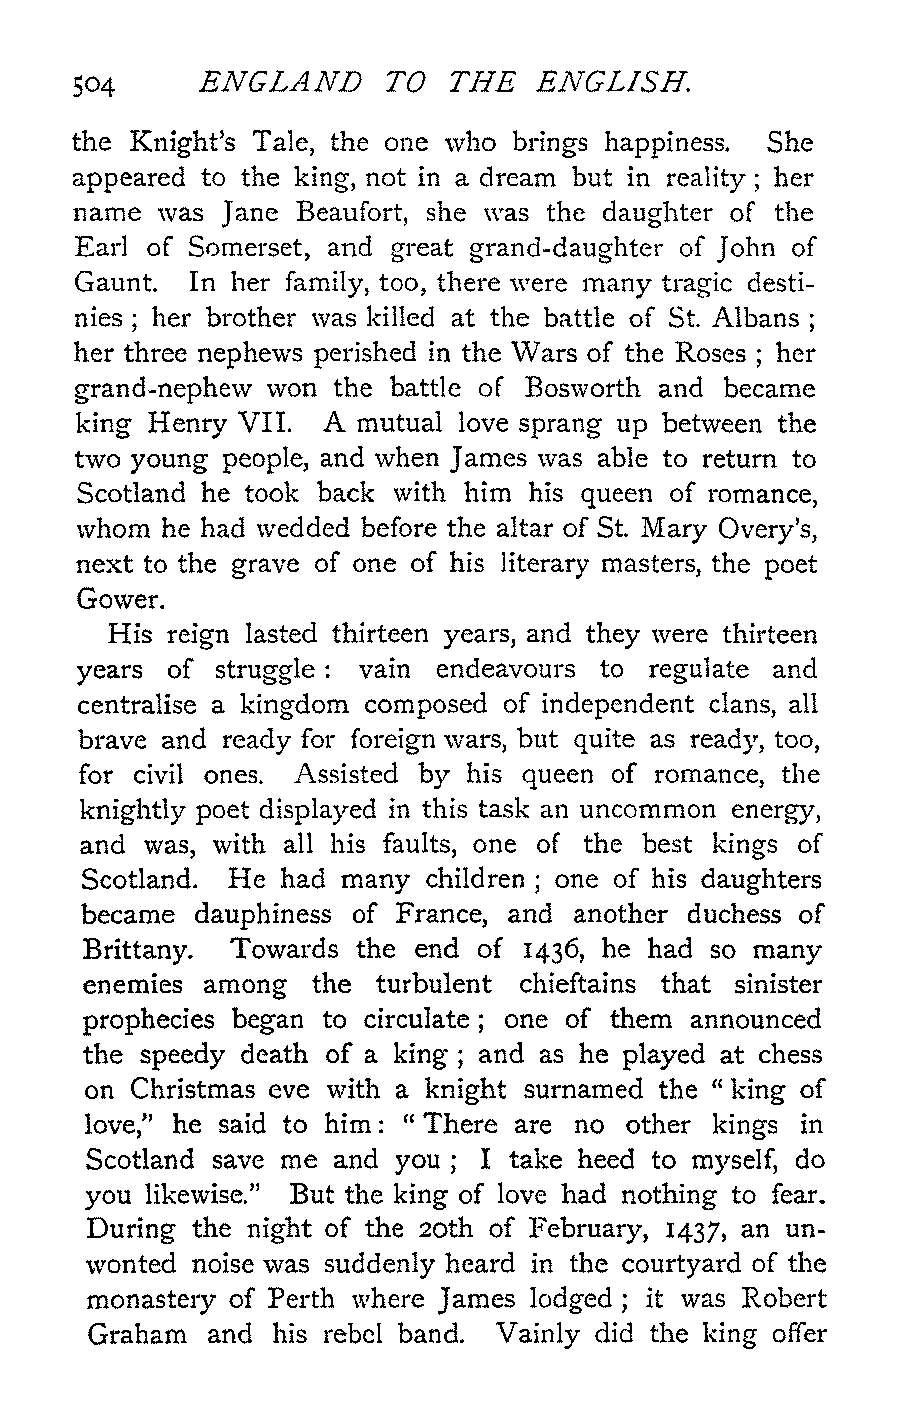 504 ENGLAND TO THE ENGLISH.
the Knight's Tale, the one who brings happiness. She
appeared to the king, not in a dream but in reality ; her
name was Jane Beaufort, she was the daughter of the
Earl of Somerset, and great grand-daughter of John of
Gaunt. In her family, too, there were many tragic desti-
nies ; her brother was killed at the battle of St. Albans ;
her three nephews perished in the Wars of the Roses ; her
grand-nephew won the battle of Bosworth and became
king Henry VII. A mutual love sprang up between the
two young people, and when James was able to return to
Scotland he took back with him his queen of romance,
whom he had wedded before the altar of St. Mary Overy's,
next to the grave of one of his literary masters, the poet
Gower.
His reign lasted thirteen years, and they were thirteen
years of struggle : vain endeavours to regulate and
centralise a kingdom composed of independent clans, all
brave and ready for foreign wars, but quite as ready, too,
for civil ones. Assisted by his queen of romance, the
knightly poet displayed in this task an uncommon energy,
and was, with all his faults, one of the best kings of
Scotland. He had many children ; one of his daughters
became dauphiness of France, and another duchess of
Brittany. Towards the end of 1436, he had so many
enemies among the turbulent chieftains that sinister
prophecies began to circulate ; one of them announced
the speedy death of a king ; and as he played at chess
on Christmas eve with a knight surnamed the " king of
love," he said to him : " There are no other kings in
Scotland save me and you ; I take heed to myself, do
you likewise." But the king of love had nothing to fear.
During the night of the 20th of February, 1437, an un-
wonted noise was suddenly heard in the courtyard of the
monastery of Perth where James lodged ; it was Robert
Graham and his rebel band. Vainly did the king offer